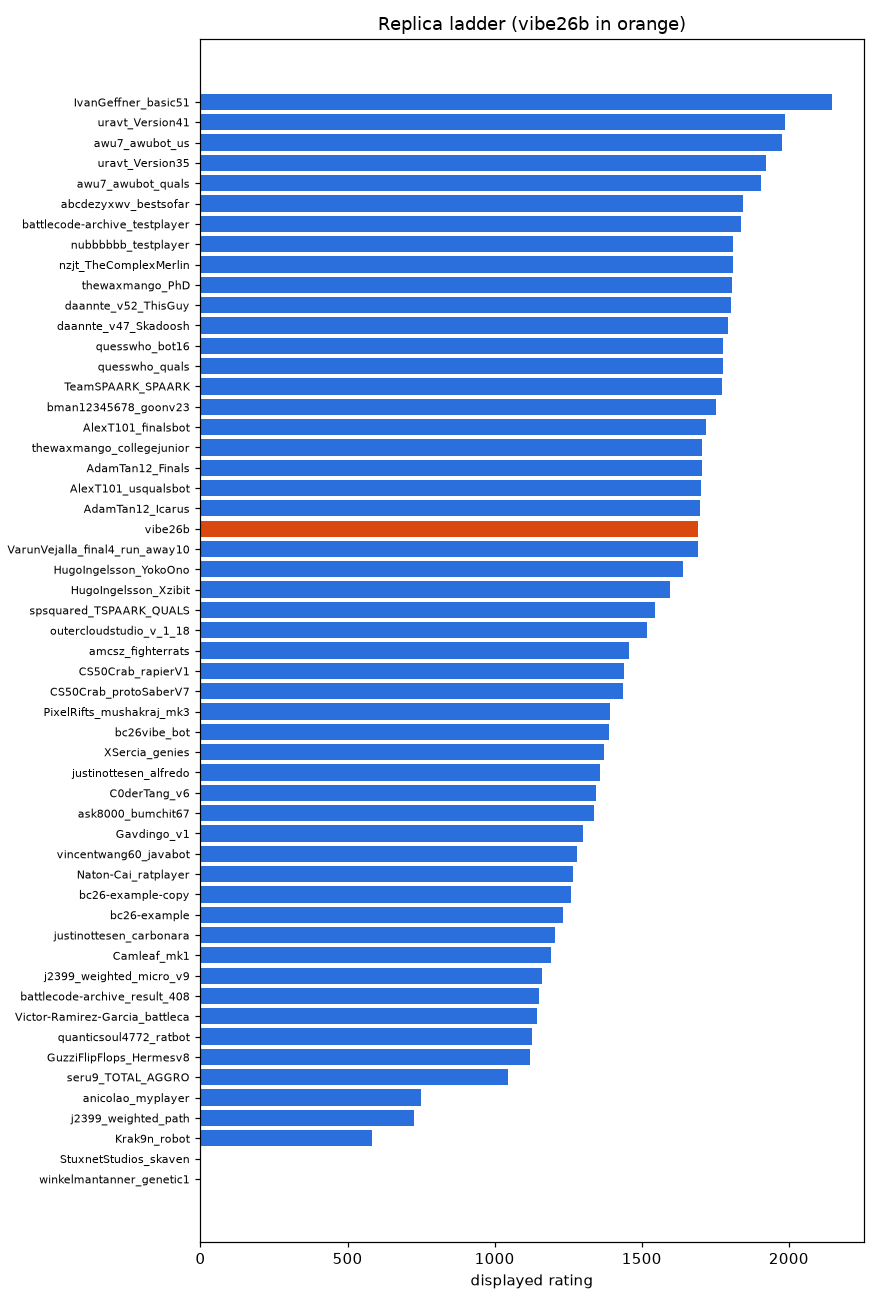 Replica ladder (vibe26b in orange)
IvanGeffner_basic51
uravt_Version41
awu7_awubot_us
uravt_Version35
awu7_awubot_quals
abcdezyxwv_bestsofar
battlecode-archive_testplayer
nubbbbbb_testplayer
nzjt_TheComplexMerlin
thewaxmango_PhD
daannte_v52_ThisGuy
daannte_v47_Skadoosh
quesswho_bot16
quesswho_quals
TeamSPAARK_SPAARK
bman12345678_goonv23
AlexT101_finalsbot
thewaxmango_collegejunior
AdamTan12_Finals
AlexT101_usqualsbot
AdamTan12_Icarus
vibe26b
VarunVejalla_final4_run_away10
HugoIngelsson_YokoOno
HugoIngelsson_Xzibit
spsquared_TSPAARK_QUALS
outercloudstudio_v_1_18
amcsz_fighterrats
CS50Crab_rapierV1
CS50Crab_protoSaberV7
PixelRifts_mushakraj_mk3
bc26vibe_bot
XSercia_genies
justinottesen_alfredo
C0derTang_v6
ask8000_bumchit67
Gavdingo_v1
vincentwang60_javabot
Naton-Cai_ratplayer
bc26-example-copy
bc26-example
justinottesen_carbonara
Camleaf_mk1
j2399_weighted_micro_v9
battlecode-archive_result_408
Victor-Ramirez-Garcia_battleca
quanticsoul4772_ratbot
GuzziFlipFlops_Hermesv8
seru9_TOTAL_AGGRO
anicolao_myplayer
j2399_weighted_path
Krak9n_robot
StuxnetStudios_skaven
winkelmantanner_genetic1
0 500 1000 1500 2000
displayed rating